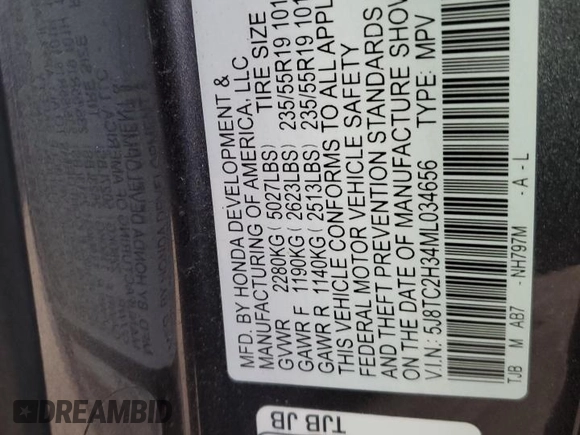 MFD. BY HONDA DEVELOPMENT &
MANUFACTURING OF AMERICA, LLC
TIRE SIZE
GVWR 2280KG ( 5027LBS)
GAWR F 1190KG ( 2623LBS) 235/55R19 101
GAWR R 1140KG ( 2513LBS) 235/55R19 101
THIS VEHICLE CONFORMS TO ALL APPL
FEDERAL MOTOR VEHICLE SAFETY
AND THEFT PREVENTION STANDARDS
ON THE DATE OF MANUFACTURE SHOW
V.I.N.: 5J8TC2H34ML034656 TYPE: MPV
TJB M AB7 -NH797M -A -L
TJB JB
DREAMBID